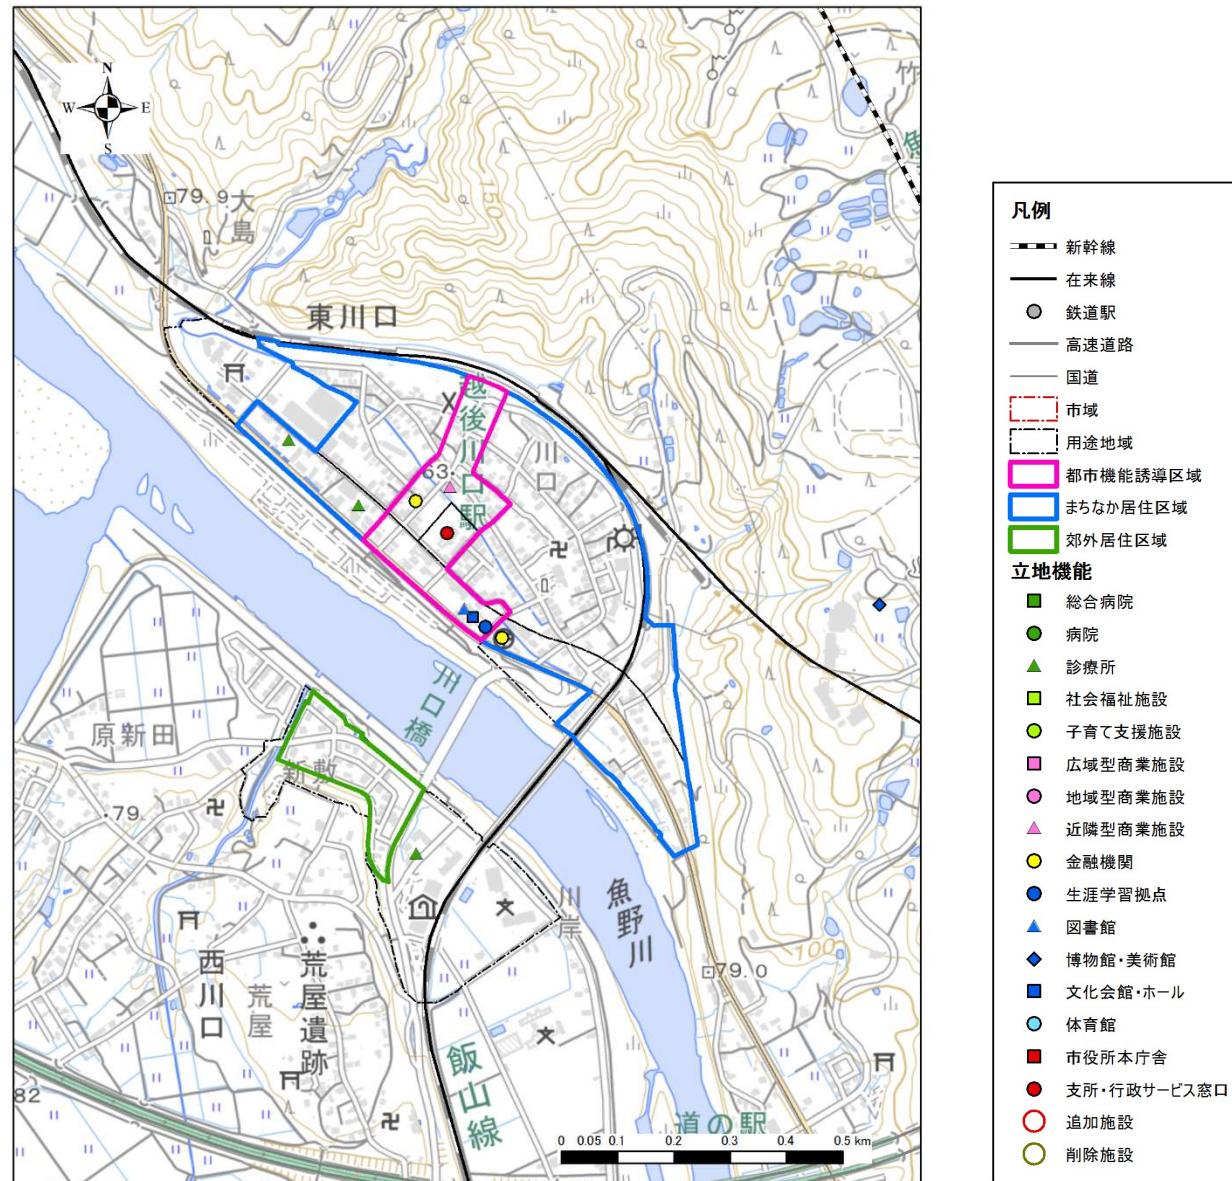 N
W
E
S
竹
魚
79.9
大島
150
200
東川口
越後川口駅
川口
63
川口橋
原新田
新敷
79
魚野川
川岸
100
79.0
西川口
荒屋
荒屋遺跡
飯山線
82
道の駅
0 0.05 0.1 0.2 0.3 0.4 0.5 km
凡例
新幹線
在来線
鉄道駅
高速道路
国道
市域
用途地域
都市機能誘導区域
まちなか居住区域
郊外居住区域
立地機能
総合病院
病院
診療所
社会福祉施設
子育て支援施設
広域型商業施設
地域型商業施設
近隣型商業施設
金融機関
生涯学習拠点
図書館
博物館・美術館
文化会館・ホール
体育館
市役所本庁舎
支所・行政サービス窓口
追加施設
削除施設